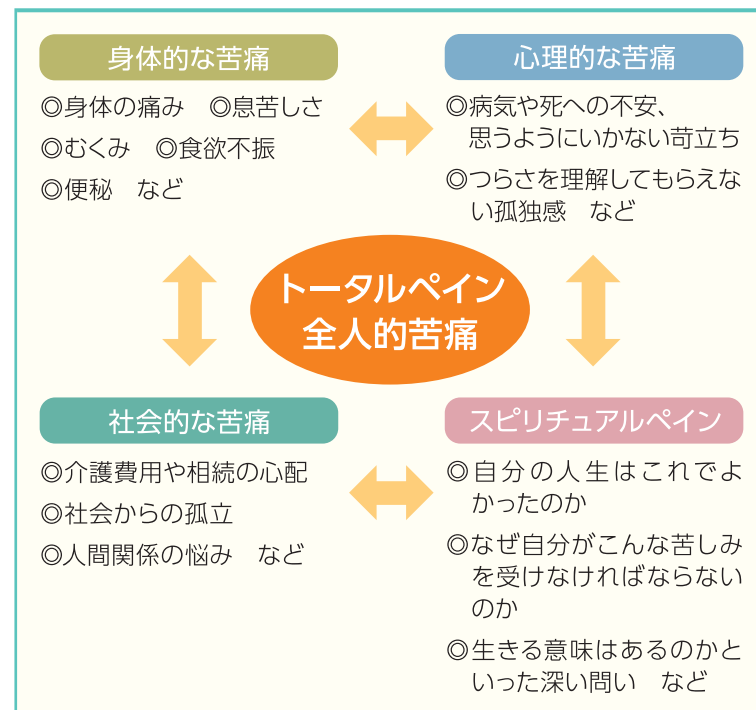 身体的な苦痛
◎身体の痛み　◎息苦しさ
◎むくみ　◎食欲不振
◎便秘　など
心理的な苦痛
◎病気や死への不安、
思うようにいかない苛立ち
◎つらさを理解してもらえな
い孤独感　など
トータルペイン
全人的苦痛
社会的な苦痛
◎介護費用や相続の心配
◎社会からの孤立
◎人間関係の悩み　など
スピリチュアルペイン
◎自分の人生はこれでよ
かったのか
◎なぜ自分がこんな苦しみ
を受けなければならない
のか
◎生きる意味はあるのかと
いった深い問い　など